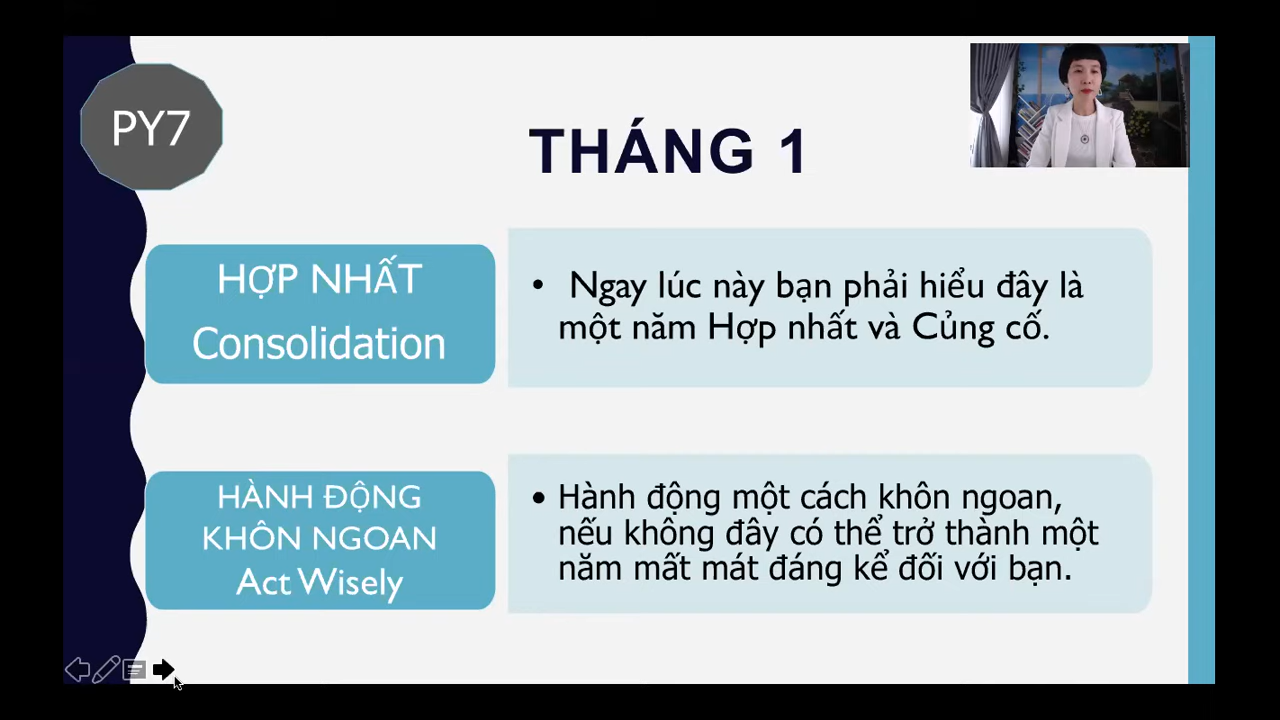 PY7
THÁNG 1
HỢP NHẤT
Consolidation
• Ngay lúc này bạn phải hiểu đây là
một năm Hợp nhất và Củng cố.
HÀNH ĐỘNG
KHÔN NGOAN
Act Wisely
• Hành động một cách khôn ngoan,
nếu không đây có thể trở thành một
năm mất mát đáng kể đối với bạn.